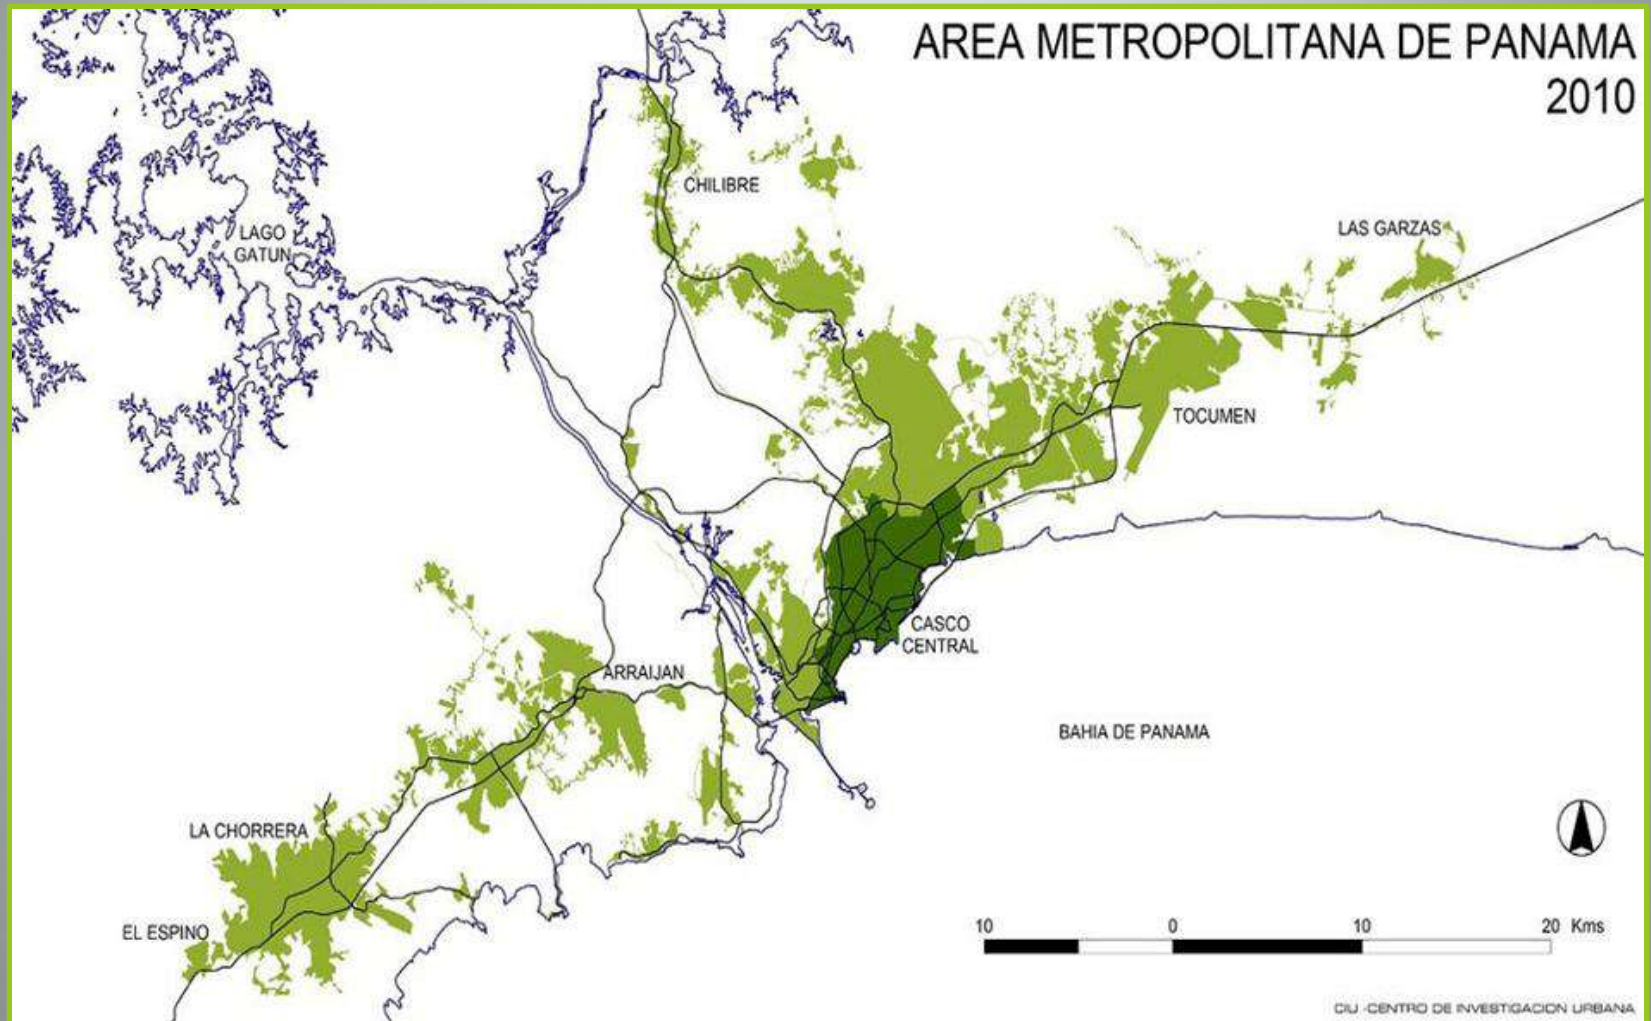 AREA METROPOLITANA DE PANAMA
2010
CHILIBRE
LAS GARZAS
LAGO
GATUN
TOCUMEN
CASCO
CENTRAL
ARRAIJAN
BAHIA DE PANAMA
LA CHORRERA
EL ESPINO
10 0 10 20 Kms
CIU -CENTRO DE INVESTIGACION URBANA